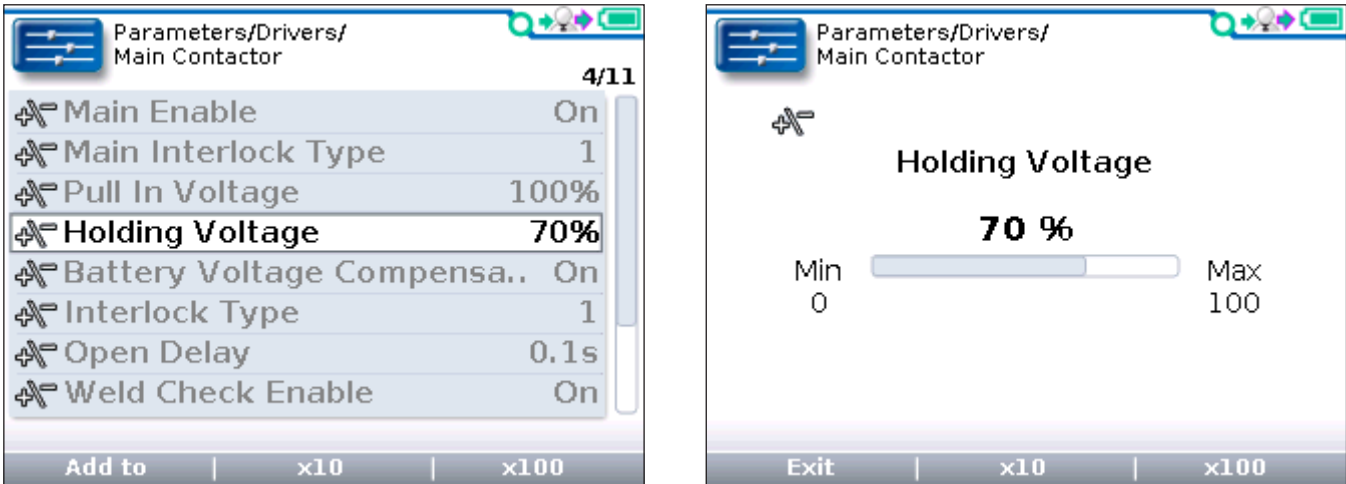 Parameters/Drivers/
Main Contactor
4/11
Main Enable On
Main Interlock Type 1
Pull In Voltage 100%
Holding Voltage 70%
Battery Voltage Compensa.. On
Interlock Type 1
Open Delay 0.1s
Weld Check Enable On
Add to | x10 | x100
Parameters/Drivers/
Main Contactor
Holding Voltage
70 %
Min Max
0 100
Exit | x10 | x100